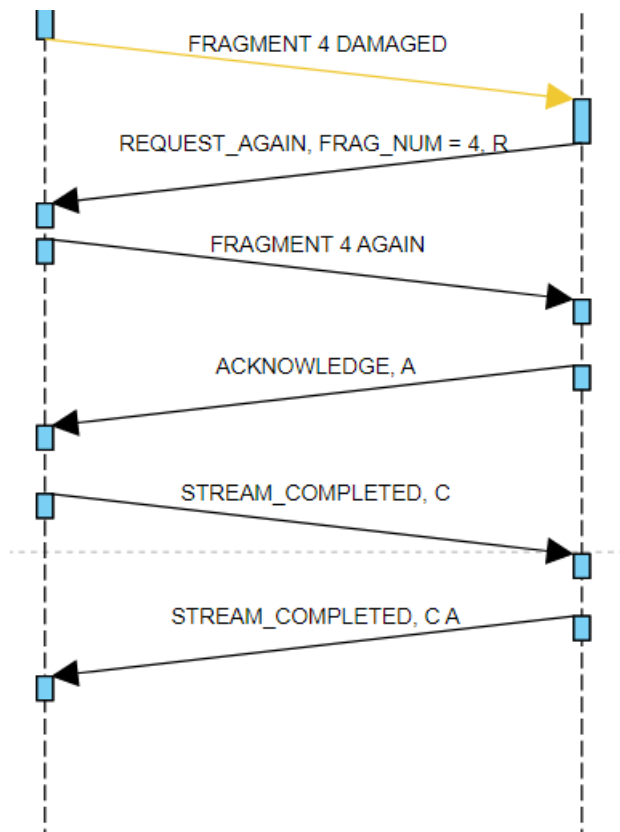 FRAGMENT 4 DAMAGED
REQUEST_AGAIN, FRAG_NUM = 4, R
FRAGMENT 4 AGAIN
ACKNOWLEDGE, A
STREAM_COMPLETED, C
STREAM_COMPLETED, C A